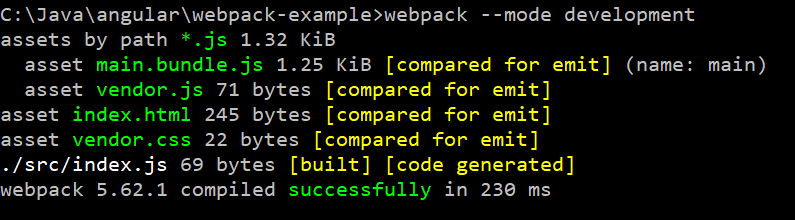 C:\Java\angular\webpack-example>webpack --mode development
assets by path *.js 1.32 KiB
  asset main.bundle.js 1.25 KiB [compared for emit] (name: main)
  asset vendor.js 71 bytes [compared for emit]
asset index.html 245 bytes [compared for emit]
asset vendor.css 22 bytes [compared for emit]
./src/index.js 69 bytes [built] [code generated]
webpack 5.62.1 compiled successfully in 230 ms